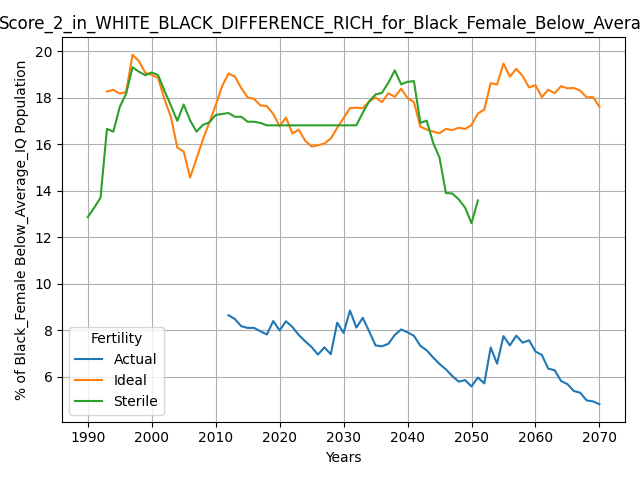 Score_2_in_WHITE_BLACK_DIFFERENCE_RICH_for_Black_Female_Below_Avera
% of Black_Female Below_Average_IQ Population
20
18
16
14
12
10
8
6
Fertility
Actual
Ideal
Sterile
1990 2000 2010 2020 2030 2040 2050 2060 2070
Years